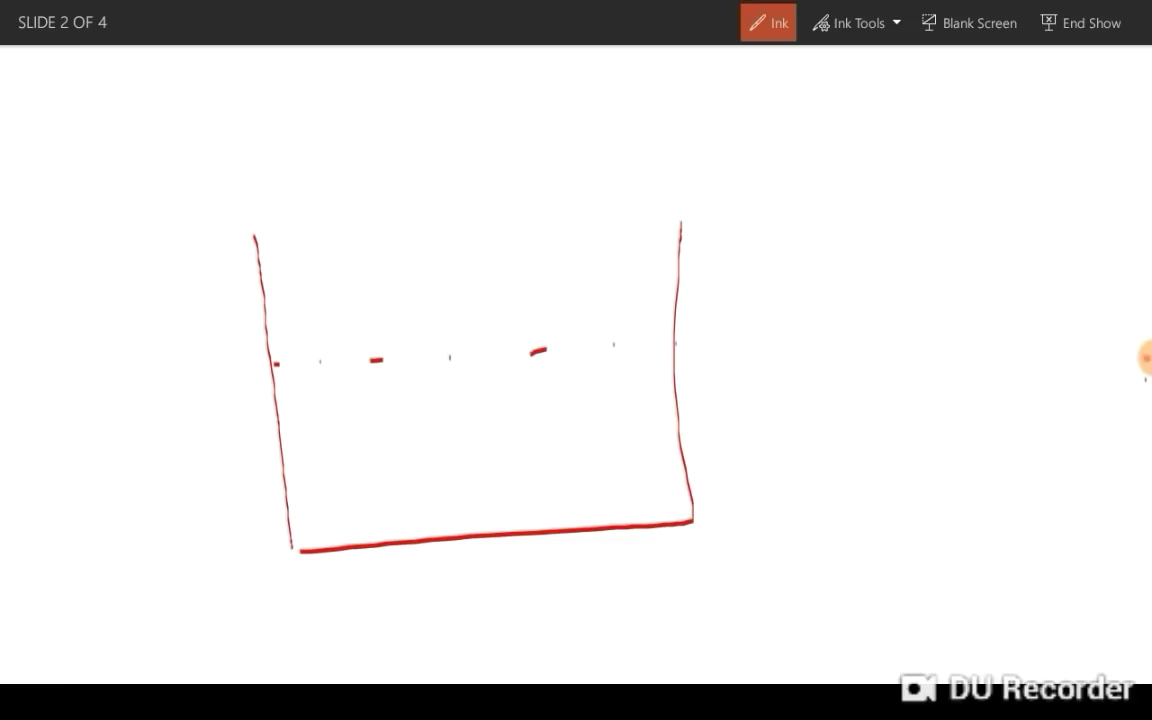 SLIDE 2 OF 4
Ink
Ink Tools
Blank Screen
End Show
DU Recorder